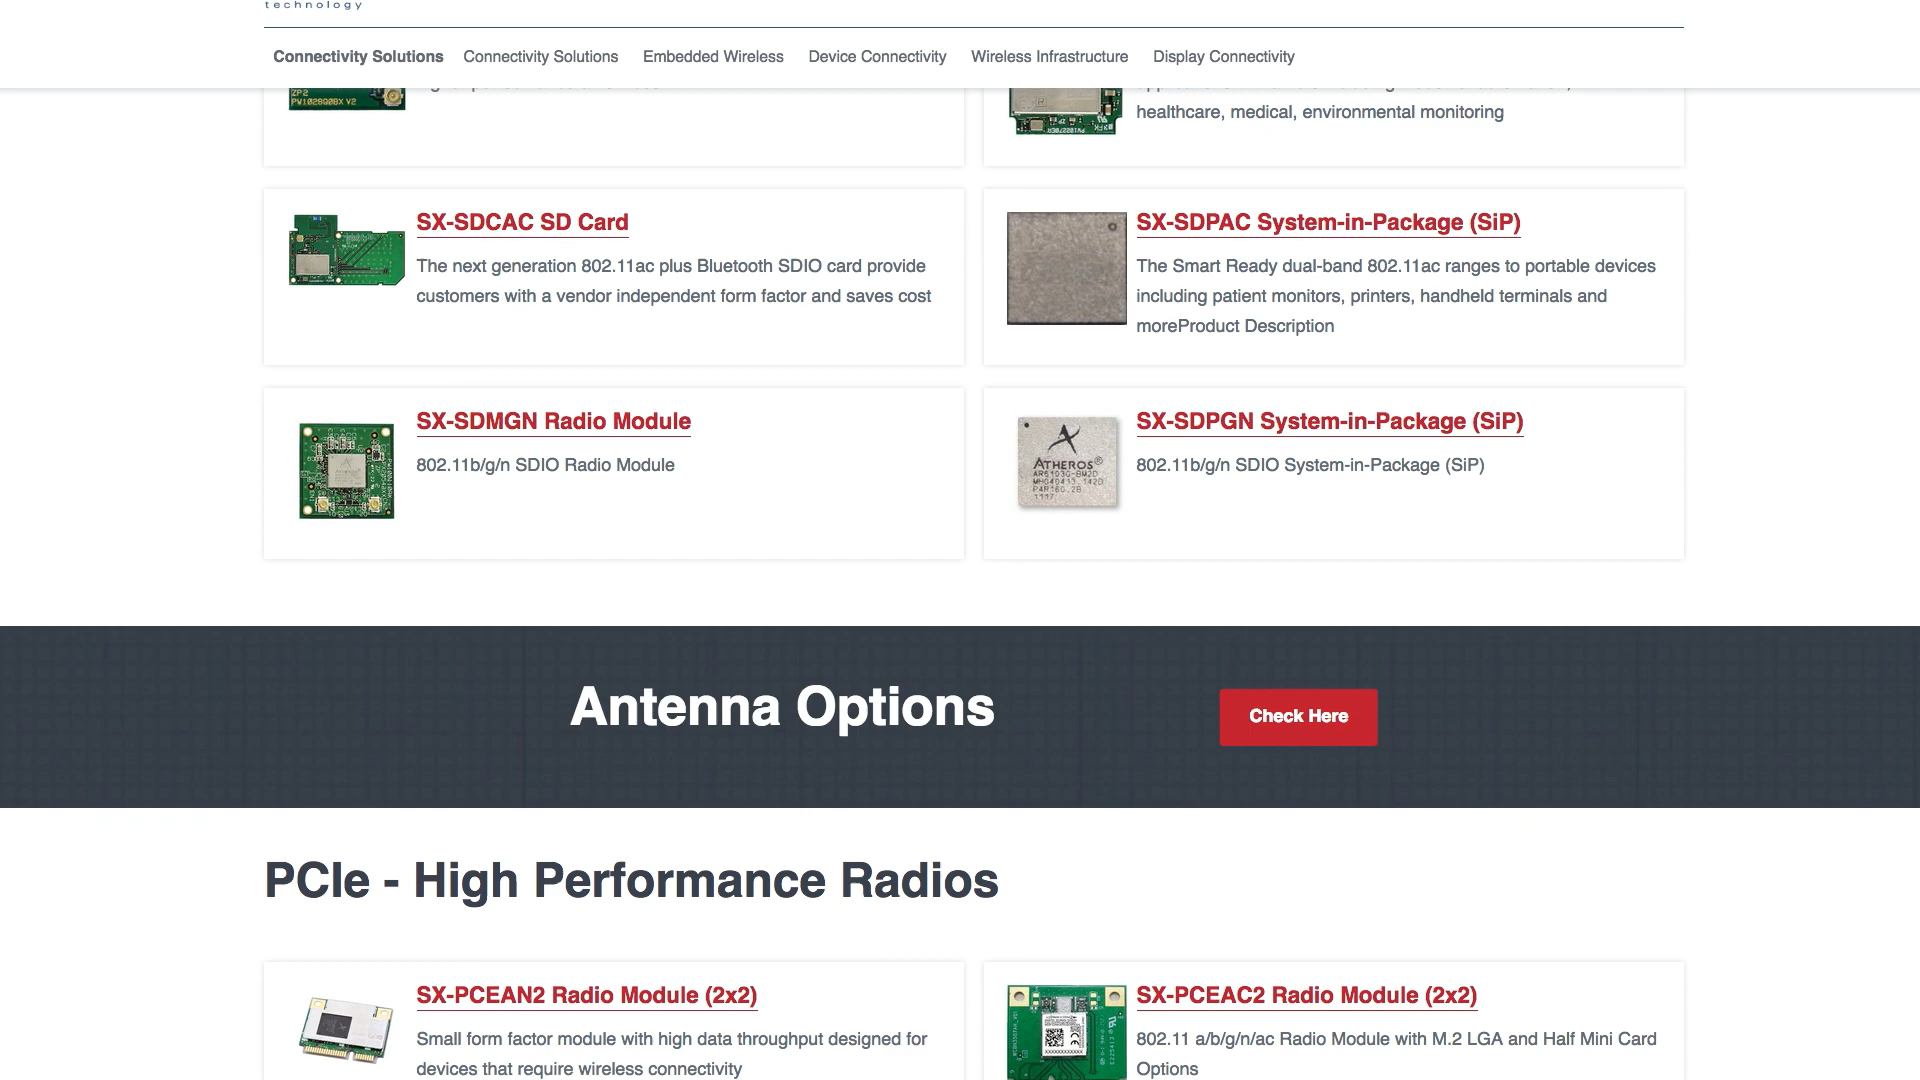 technology
Connectivity Solutions Connectivity Solutions Embedded Wireless Device Connectivity Wireless Infrastructure Display Connectivity
ZP2
PW10289OBX V2
healthcare, medical, environmental monitoring
SX-SDCAC SD Card
The next generation 802.11ac plus Bluetooth SDIO card provide
customers with a vendor independent form factor and saves cost
SX-SDPAC System-in-Package (SiP)
The Smart Ready dual-band 802.11ac ranges to portable devices
including patient monitors, printers, handheld terminals and
moreProduct Description
SX-SDMGN Radio Module
802.11b/g/n SDIO Radio Module
ATHEROS®
SX-SDPGN System-in-Package (SiP)
802.11b/g/n SDIO System-in-Package (SiP)
Antenna Options
Check Here
PCIe - High Performance Radios
SX-PCEAN2 Radio Module (2x2)
Small form factor module with high data throughput designed for
devices that require wireless connectivity
SX-PCEAC2 Radio Module (2x2)
802.11 a/b/g/n/ac Radio Module with M.2 LGA and Half Mini Card
Options